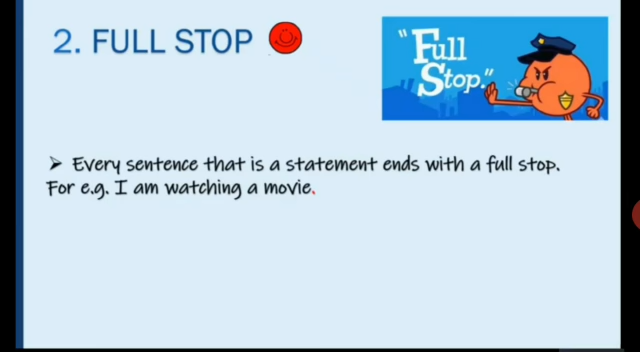 2. FULL STOP
"Full
Stop."
➢ Every sentence that is a statement ends with a full stop.
For e.g. I am watching a movie.